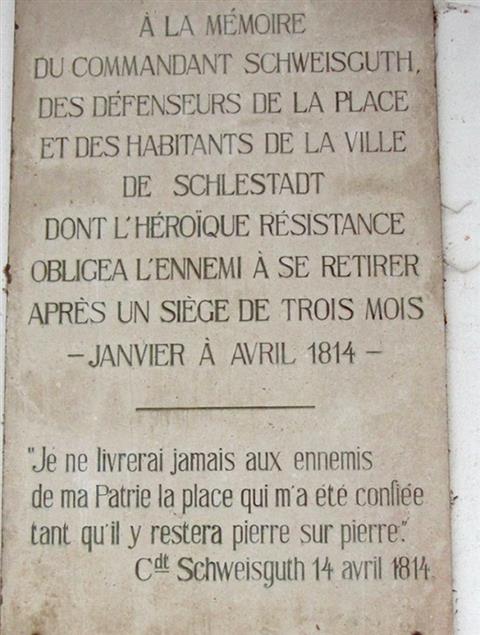 À LA MÉMOIRE
DU COMMANDANT SCHWEISGUTH,
DES DÉFENSEURS DE LA PLACE
ET DES HABITANTS DE LA VILLE
DE SCHLESTADT
DONT L'HÉROÏQUE RÉSISTANCE
OBLIGEA L'ENNEMI À SE RETIRER
APRÈS UN SIÈGE DE TROIS MOIS
– JANVIER À AVRIL 1814 –
"Je ne livrerai jamais aux ennemis
de ma Patrie la place qui m'a été confiée
tant qu'il y restera pierre sur pierre."
Cdt Schweisguth 14 avril 1814